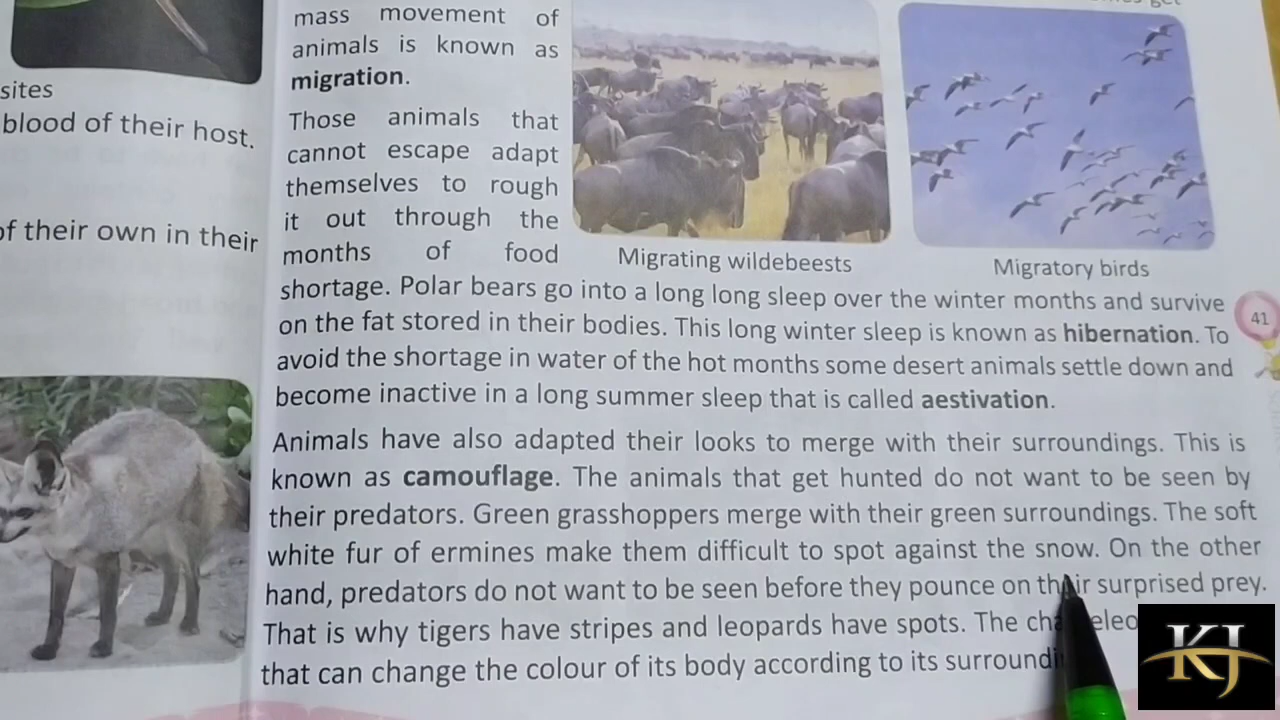 sites
blood of their host.
of their own in their
mass movement of
animals is known as
migration.
Those animals that
cannot escape adapt
themselves to rough
it out through the
months of food
shortage. Polar bears go into a long long sleep over the winter months and survive
on the fat stored in their bodies. This long winter sleep is known as hibernation. To
avoid the shortage in water of the hot months some desert animals settle down and
become inactive in a long summer sleep that is called aestivation.
Animals have also adapted their looks to merge with their surroundings. This is
known as camouflage. The animals that get hunted do not want to be seen by
their predators. Green grasshoppers merge with their green surroundings. The soft
white fur of ermines make them difficult to spot against the snow. On the other
hand, predators do not want to be seen before they pounce on their surprised prey.
That is why tigers have stripes and leopards have spots. The
that can change the colour of its body according to its
Migrating wildebeests
Migratory birds
41
KJ